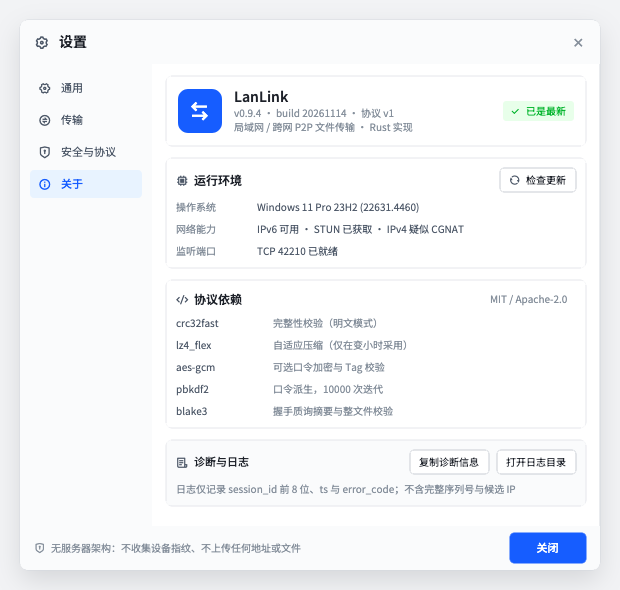 设置
通用
传输
安全与协议
关于
LanLink
v0.9.4 · build 20261114 · 协议 v1
局域网 / 跨网 P2P 文件传输 · Rust 实现
已是最新
运行环境
检查更新
操作系统 Windows 11 Pro 23H2 (22631.4460)
网络能力 IPv6 可用 · STUN 已获取 · IPv4 疑似 CGNAT
监听端口 TCP 42210 已就绪
协议依赖 MIT / Apache-2.0
crc32fast 完整性校验（明文模式）
lz4_flex 自适应压缩（仅在变小时采用）
aes-gcm 可选口令加密与 Tag 校验
pbkdf2 口令派生，10000 次迭代
blake3 握手质询摘要与整文件校验
诊断与日志
复制诊断信息
打开日志目录
日志仅记录 session_id 前 8 位、ts 与 error_code；不含完整序列号与候选 IP
无服务器架构：不收集设备指纹、不上传任何地址或文件
关闭